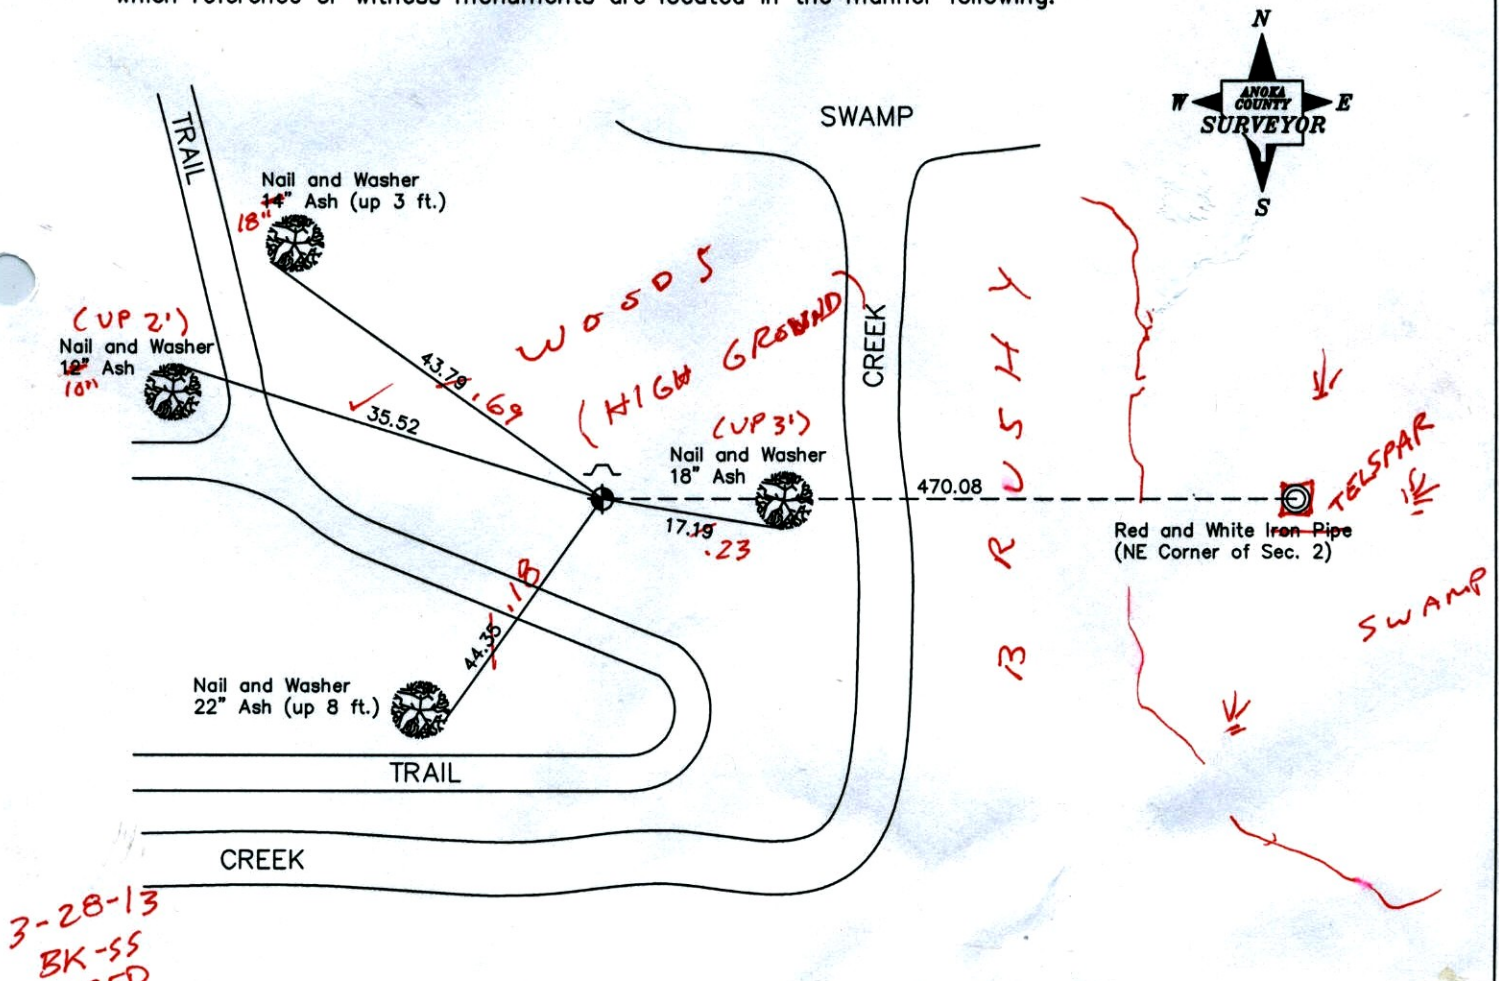 which reference or witness monuments are located in the manner following:
N
W
ANOKA
COUNTY
E
SURVEYOR
S
SWAMP
TRAIL
Nail and Washer
14" Ash (up 3 ft.)
18"
WOODS
(HIGH GROUND)
CREEK
BRUSHY
(UP 2')
Nail and Washer
12" Ash
10"
43.79
.69
35.52
(UP 3')
Nail and Washer
18" Ash
470.08
TELSPAR
17.19
.23
Red and White Iron Pipe
(NE Corner of Sec. 2)
.18
44.35
SWAMP
Nail and Washer
22" Ash (up 8 ft.)
TRAIL
CREEK
3-28-13
BK-SS